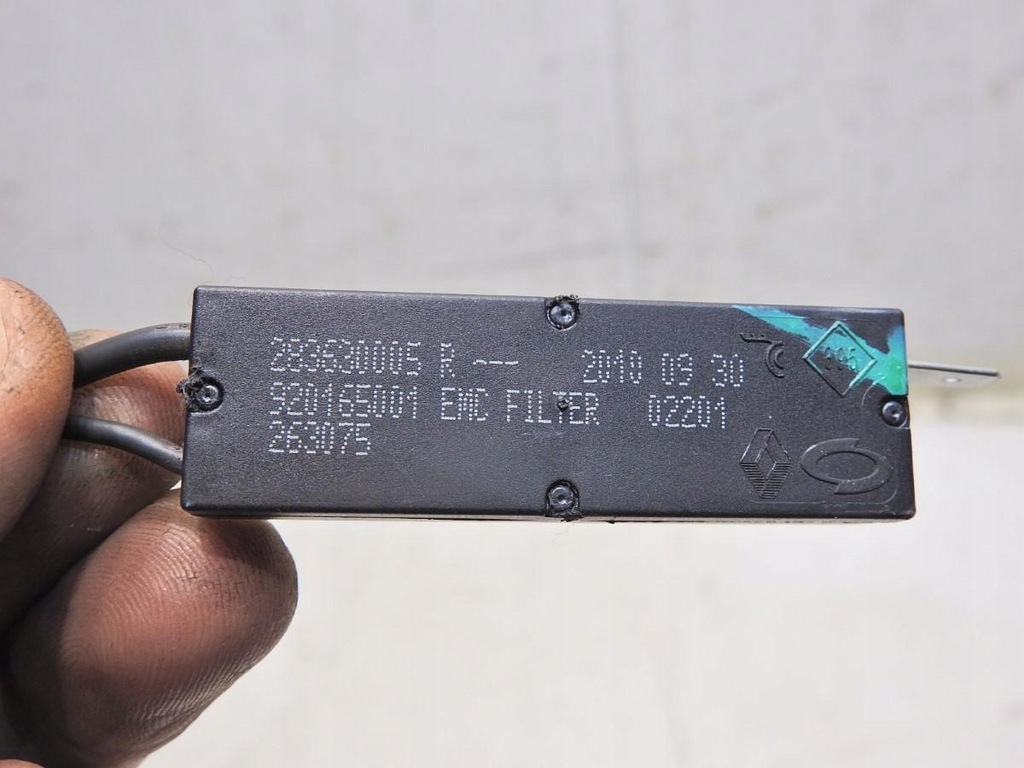 283630005 R --- 2010 09 30
920165001 EMC FILTER 02201
263075